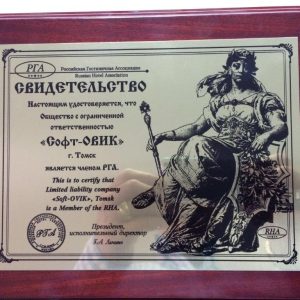 РГА
Российская Гостиничная Ассоциация
Russian Hotel Association
СВИДЕТЕЛЬСТВО
Настоящим удостоверяется, что
Общество с ограниченной
ответственностью
«Софт-ОВИК»
г. Томск
является членом РГА.
This is to certify that
Limited liability company
«Soft-OVIK», Tomsk
is a Member of the RHA.
Президент,
исполнительный директор
РГА
RHA